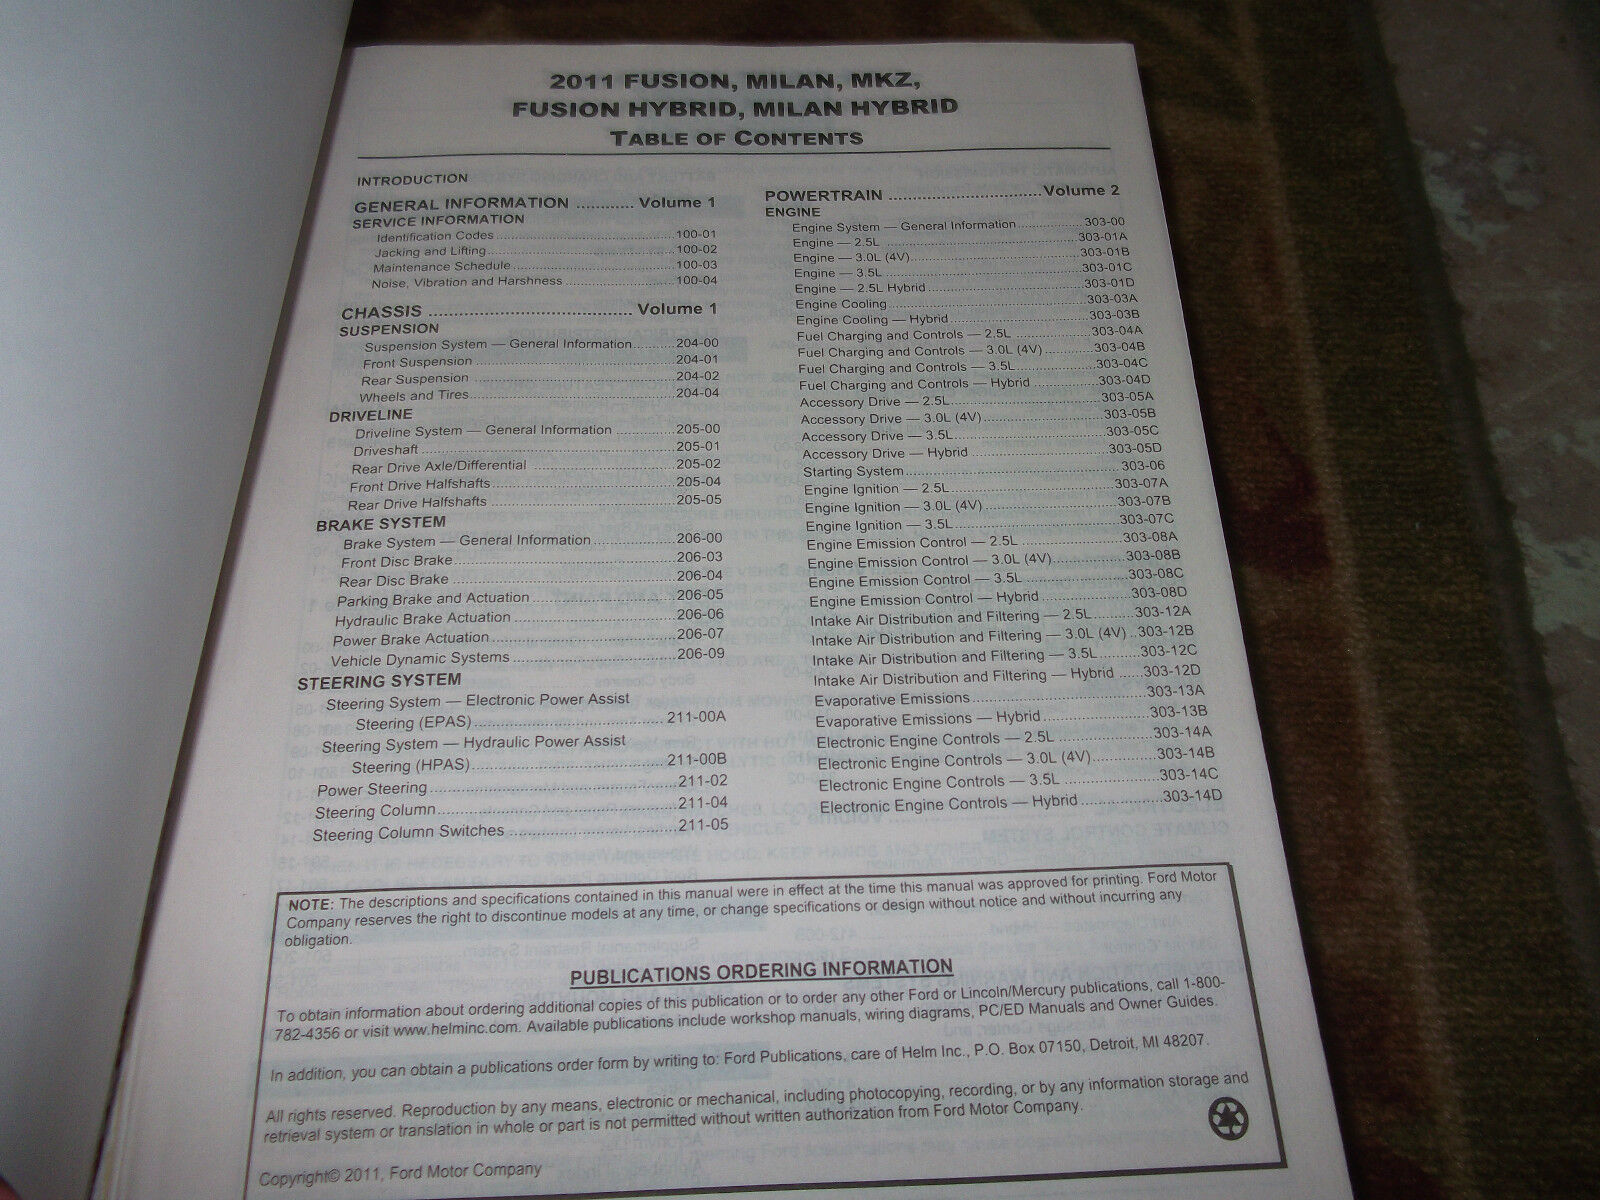 2011 FUSION, MILAN, MKZ,
FUSION HYBRID, MILAN HYBRID
TABLE OF CONTENTS
INTRODUCTION
GENERAL INFORMATION ............ Volume 1
SERVICE INFORMATION
Identification Codes ............ 100-01
Jacking and Lifting ............ 100-02
Maintenance Schedule ............ 100-03
Noise, Vibration and Harshness ............ 100-04
CHASSIS ............ Volume 1
SUSPENSION
Suspension System — General Information ............ 204-00
Front Suspension ............ 204-01
Rear Suspension ............ 204-02
Wheels and Tires ............ 204-04
DRIVELINE
Driveline System — General Information ............ 205-00
Driveshaft ............ 205-01
Rear Drive Axle/Differential ............ 205-02
Front Drive Halfshafts ............ 205-04
Rear Drive Halfshafts ............ 205-05
BRAKE SYSTEM
Brake System — General Information ............ 206-00
Front Disc Brake ............ 206-03
Rear Disc Brake ............ 206-04
Parking Brake and Actuation ............ 206-05
Hydraulic Brake Actuation ............ 206-06
Power Brake Actuation ............ 206-07
Vehicle Dynamic Systems ............ 206-09
STEERING SYSTEM
Steering System — Electronic Power Assist
Steering (EPAS) ............ 211-00A
Steering System — Hydraulic Power Assist
Steering (HPAS) ............ 211-00B
Power Steering ............ 211-02
Steering Column ............ 211-04
Steering Column Switches ............ 211-05
POWERTRAIN ............ Volume 2
ENGINE
Engine System — General Information ............ 303-00
Engine — 2.5L ............ 303-01A
Engine — 3.0L (4V) ............ 303-01B
Engine — 3.5L ............ 303-01C
Engine — 2.5L Hybrid ............ 303-01D
Engine Cooling ............ 303-03A
Engine Cooling — Hybrid ............ 303-03B
Fuel Charging and Controls — 2.5L ............ 303-04A
Fuel Charging and Controls — 3.0L (4V) ............ 303-04B
Fuel Charging and Controls — 3.5L ............ 303-04C
Fuel Charging and Controls — Hybrid ............ 303-04D
Accessory Drive — 2.5L ............ 303-05A
Accessory Drive — 3.0L (4V) ............ 303-05B
Accessory Drive — 3.5L ............ 303-05C
Accessory Drive — Hybrid ............ 303-05D
Starting System ............ 303-06
Engine Ignition — 2.5L ............ 303-07A
Engine Ignition — 3.0L (4V) ............ 303-07B
Engine Ignition — 3.5L ............ 303-07C
Engine Emission Control — 2.5L ............ 303-08A
Engine Emission Control — 3.0L (4V) ............ 303-08B
Engine Emission Control — 3.5L ............ 303-08C
Engine Emission Control — Hybrid ............ 303-08D
Intake Air Distribution and Filtering — 2.5L ............ 303-12A
Intake Air Distribution and Filtering — 3.0L (4V) .. 303-12B
Intake Air Distribution and Filtering — 3.5L ............ 303-12C
Intake Air Distribution and Filtering — Hybrid ...... 303-12D
Evaporative Emissions ............ 303-13A
Evaporative Emissions — Hybrid ............ 303-13B
Electronic Engine Controls — 2.5L ............ 303-14A
Electronic Engine Controls — 3.0L (4V) ............ 303-14B
Electronic Engine Controls — 3.5L ............ 303-14C
Electronic Engine Controls — Hybrid ............ 303-14D
NOTE: The descriptions and specifications contained in this manual were in effect at the time this manual was approved for printing. Ford Motor
Company reserves the right to discontinue models at any time, or change specifications or design without notice and without incurring any
obligation.
PUBLICATIONS ORDERING INFORMATION
To obtain information about ordering additional copies of this publication or to order any other Ford or Lincoln/Mercury publications, call 1-800-
782-4356 or visit www.helminc.com. Available publications include workshop manuals, wiring diagrams, PC/ED Manuals and Owner Guides.
In addition, you can obtain a publications order form by writing to: Ford Publications, care of Helm Inc., P.O. Box 07150, Detroit, MI 48207.
All rights reserved. Reproduction by any means, electronic or mechanical, including photocopying, recording, or by any information storage and
retrieval system or translation in whole or part is not permitted without written authorization from Ford Motor Company.
Copyright© 2011, Ford Motor Company